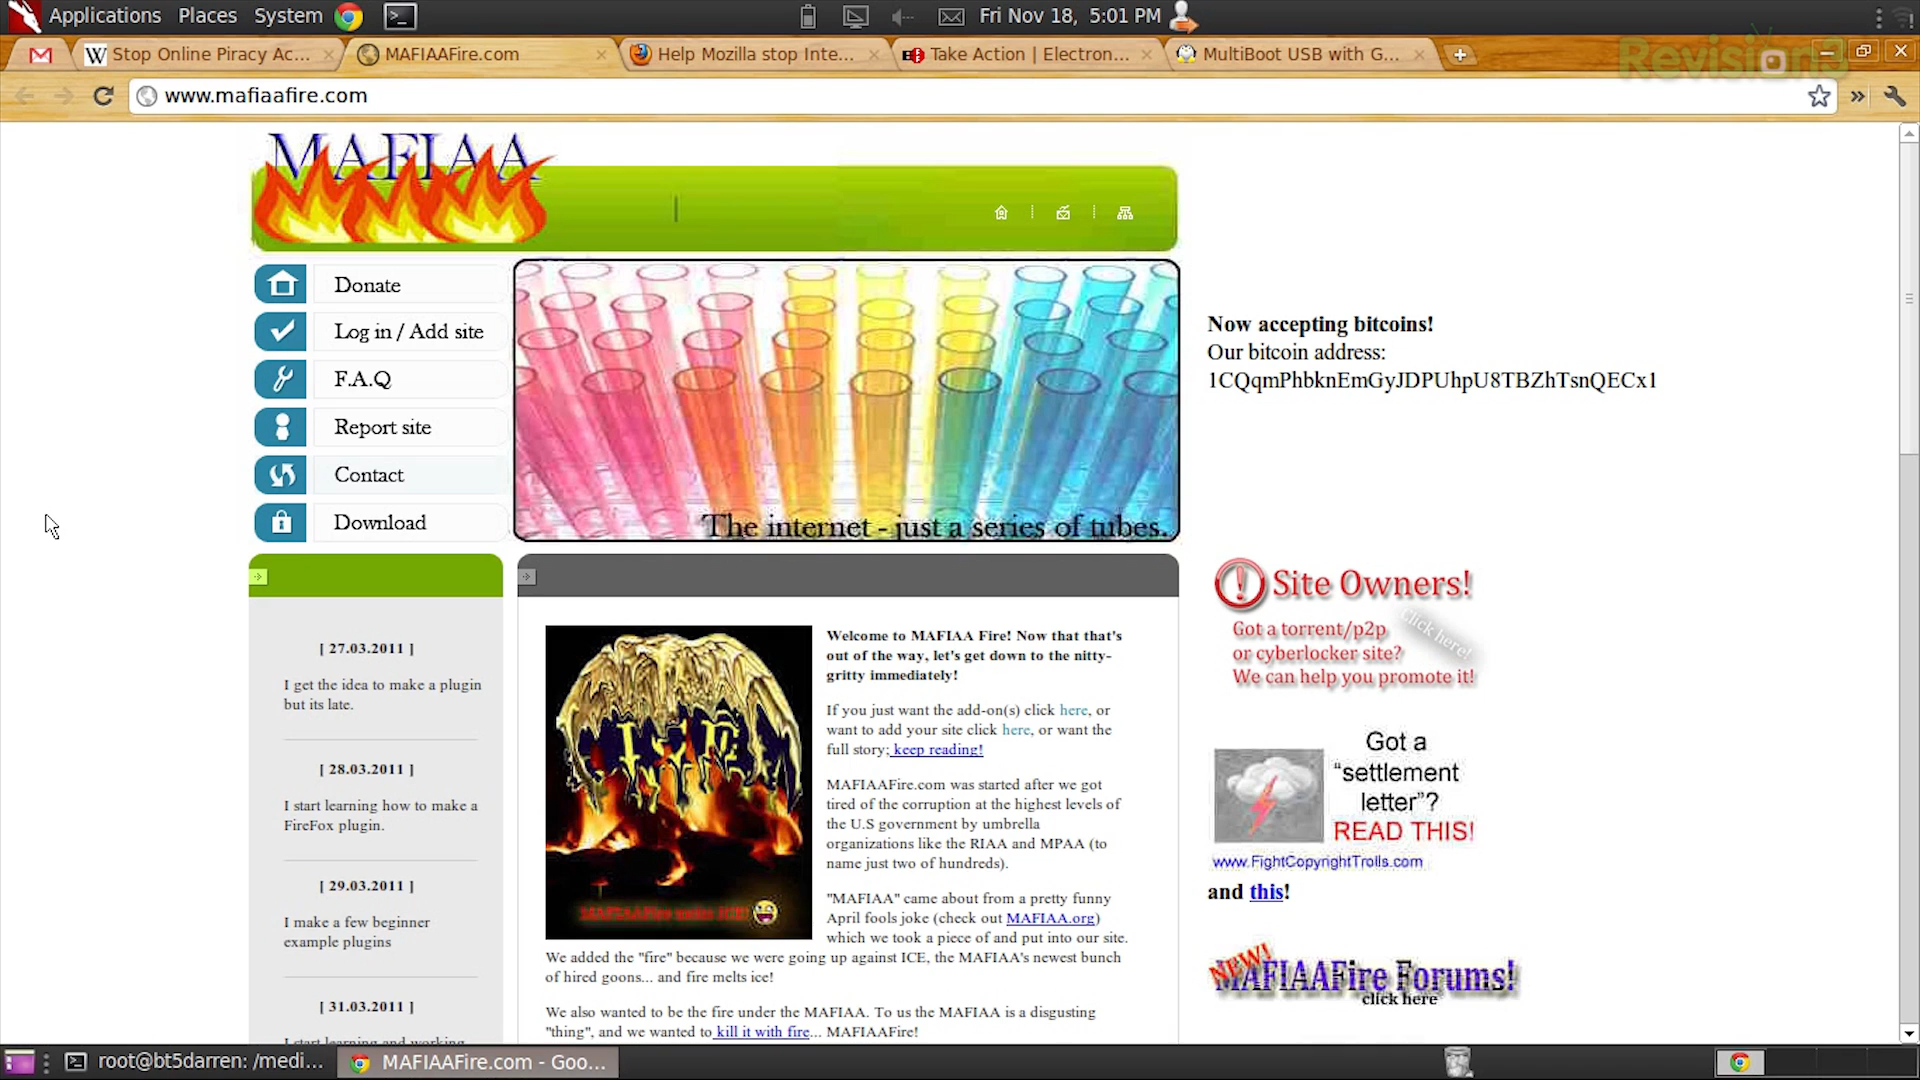 Applications Places System
Fri Nov 18, 5:01 PM
Revision3
Stop Online Piracy Ac...
MAFIAAFire.com
Help Mozilla stop Inte...
Take Action | Electron...
MultiBoot USB with G...
www.mafiaafire.com
MAFIAA
Donate
Log in / Add site
F.A.Q
Report site
Contact
Download
The internet - just a series of tubes.
Now accepting bitcoins!
Our bitcoin address:
1CQqmPhbknEmGyJDPUhpU8TBZhTsnQECx1
[ 27.03.2011 ]
I get the idea to make a plugin
but its late.
[ 28.03.2011 ]
I start learning how to make a
FireFox plugin.
[ 29.03.2011 ]
I make a few beginner
example plugins
[ 31.03.2011 ]
I start learning and working
MAFIAAFire melts ICE!
Welcome to MAFIAA Fire! Now that that's
out of the way, let's get down to the nitty-
gritty immediately!
If you just want the add-on(s) click here, or
want to add your site click here, or want the
full story; keep reading!
MAFIAAFire.com was started after we got
tired of the corruption at the highest levels of
the U.S government by umbrella
organizations like the RIAA and MPAA (to
name just two of hundreds).
"MAFIAA" came about from a pretty funny
April fools joke (check out MAFIAA.org)
which we took a piece of and put into our site.
We added the "fire" because we were going up against ICE, the MAFIAA's newest bunch
of hired goons... and fire melts ice!
We also wanted to be the fire under the MAFIAA. To us the MAFIAA is a disgusting
"thing", and we wanted to kill it with fire... MAFIAAFire!
Site Owners!
Got a torrent/p2p
or cyberlocker site?
We can help you promote it!
Click here!
Got a
“settlement
letter”?
READ THIS!
www.FightCopyrightTrolls.com
and this!
NEW!
MAFIAAFire Forums!
click here
root@bt5darren: /medi...
MAFIAAFire.com - Goo...